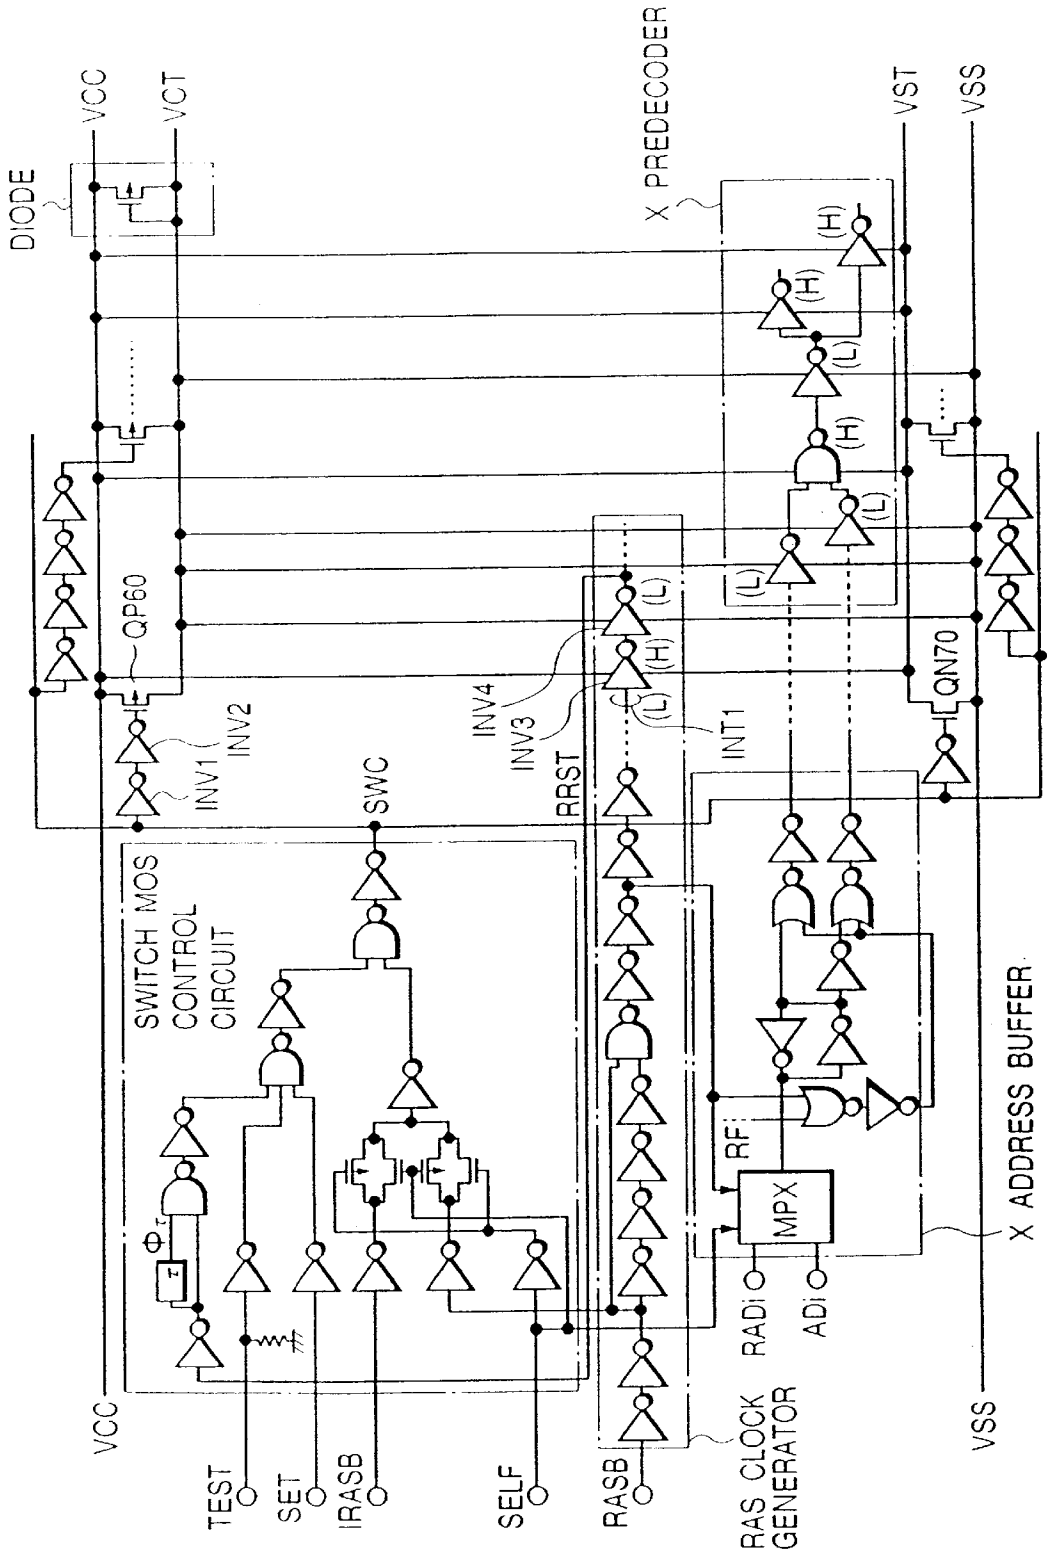 DIODE
VCC
VCT
QP60
INV1
INV2
VCC
SWITCH MOS
CONTROL
CIRCUIT
Φτ
τ
SWC
TEST
SET
IRASB
SELF
RRST
INV4
INV3
(L)
(H)
(L)
INT1
RASB
RAS CLOCK
GENERATOR
X PREDECODER
(L)
(L)
(H)
(L)
(H)
(H)
RF
MPX
RADi
ADi
X ADDRESS BUFFER
QN70
VST
VSS
VSS